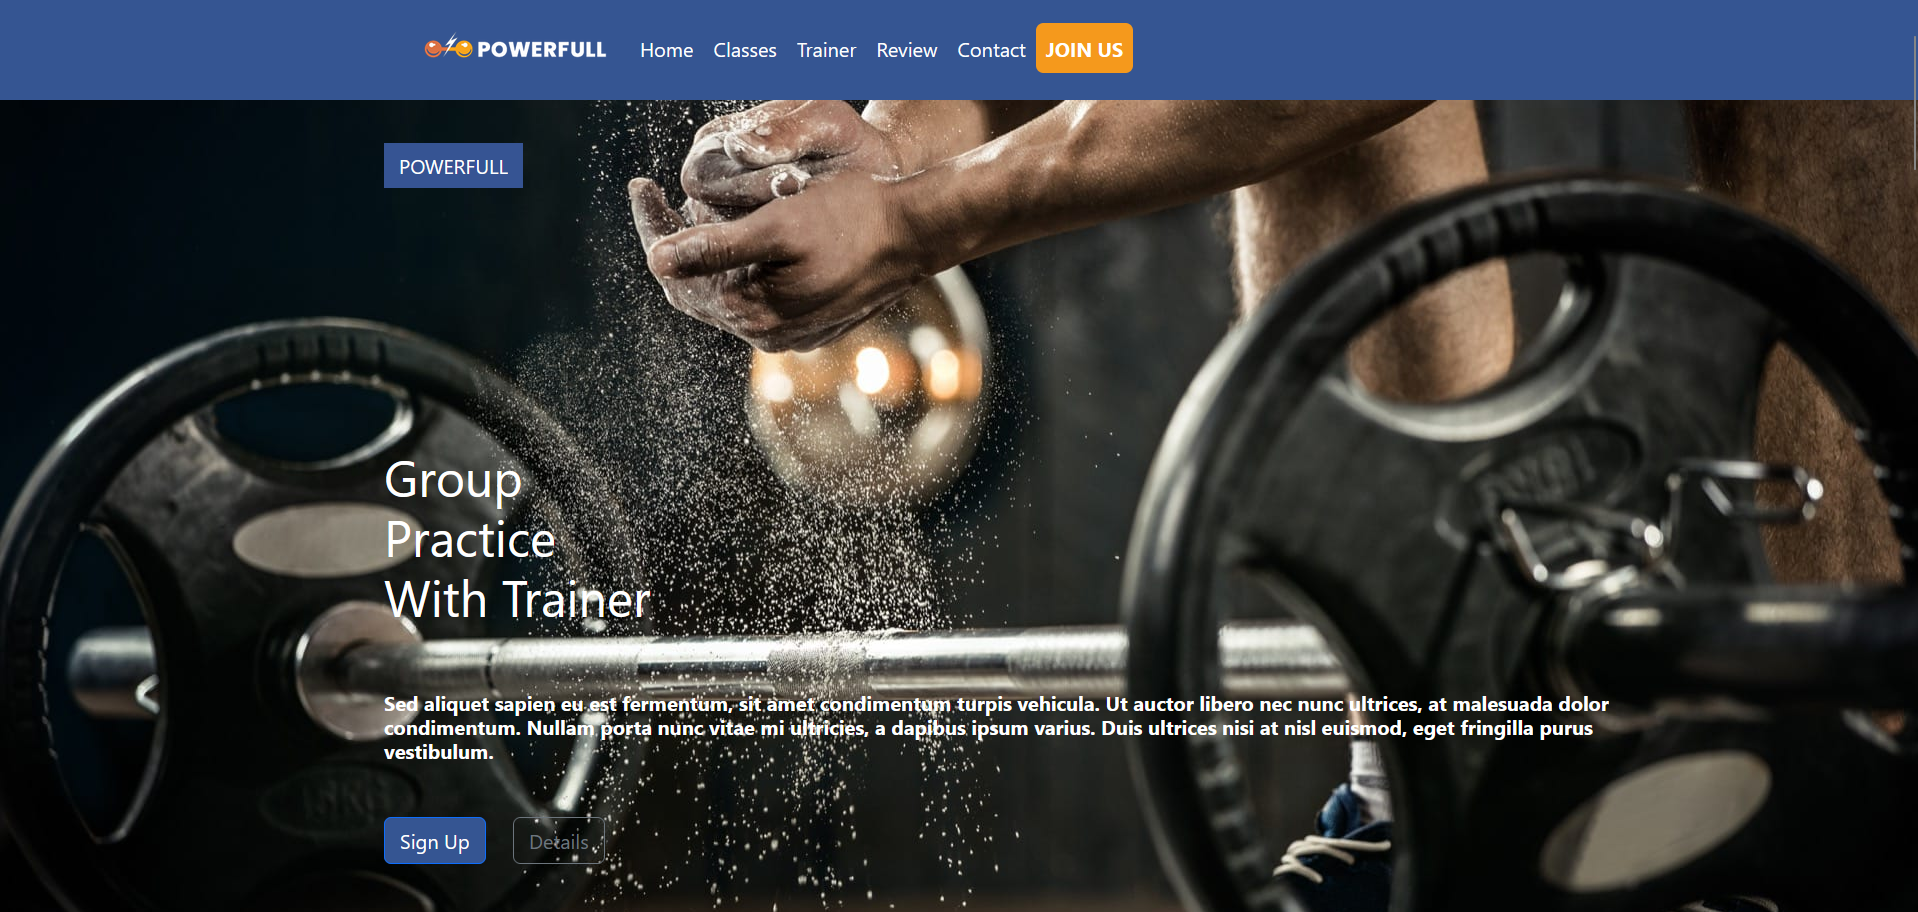 POWERFULL
Home Classes Trainer Review Contact JOIN US
POWERFULL
Group
Practice
With Trainer
Sed aliquet sapien eu est fermentum, sit amet condimentum turpis vehicula. Ut auctor libero nec nunc ultrices, at malesuada dolor
condimentum. Nullam porta nunc vitae mi ultricies, a dapibus ipsum varius. Duis ultrices nisi at nisl euismod, eget fringilla purus
vestibulum.
Sign Up Details